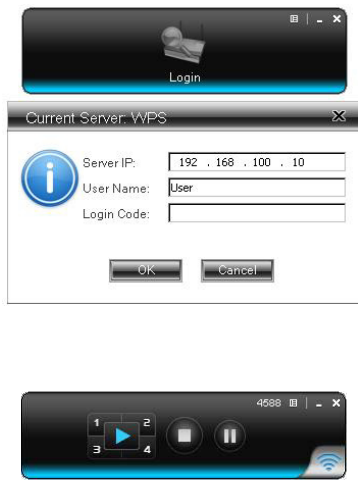 Login
Current Server: WPS
Server IP: 192 . 168 . 100 . 10
User Name: User
Login Code:
OK Cancel
4588
1 2
3 4